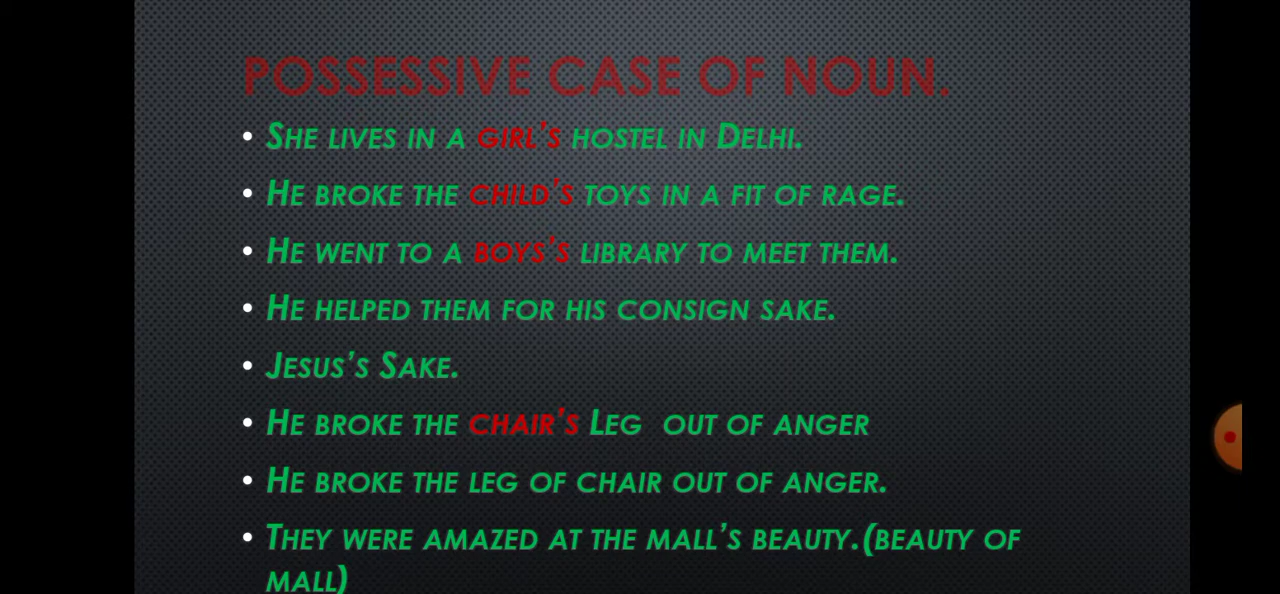 POSSESSIVE CASE OF NOUN.
• SHE LIVES IN A GIRL'S HOSTEL IN DELHI.
• HE BROKE THE CHILD'S TOYS IN A FIT OF RAGE.
• HE WENT TO A BOYS'S LIBRARY TO MEET THEM.
• HE HELPED THEM FOR HIS CONSIGN SAKE.
• JESUS'S SAKE.
• HE BROKE THE CHAIR'S LEG OUT OF ANGER
• HE BROKE THE LEG OF CHAIR OUT OF ANGER.
• THEY WERE AMAZED AT THE MALL'S BEAUTY.(BEAUTY OF
MALL)